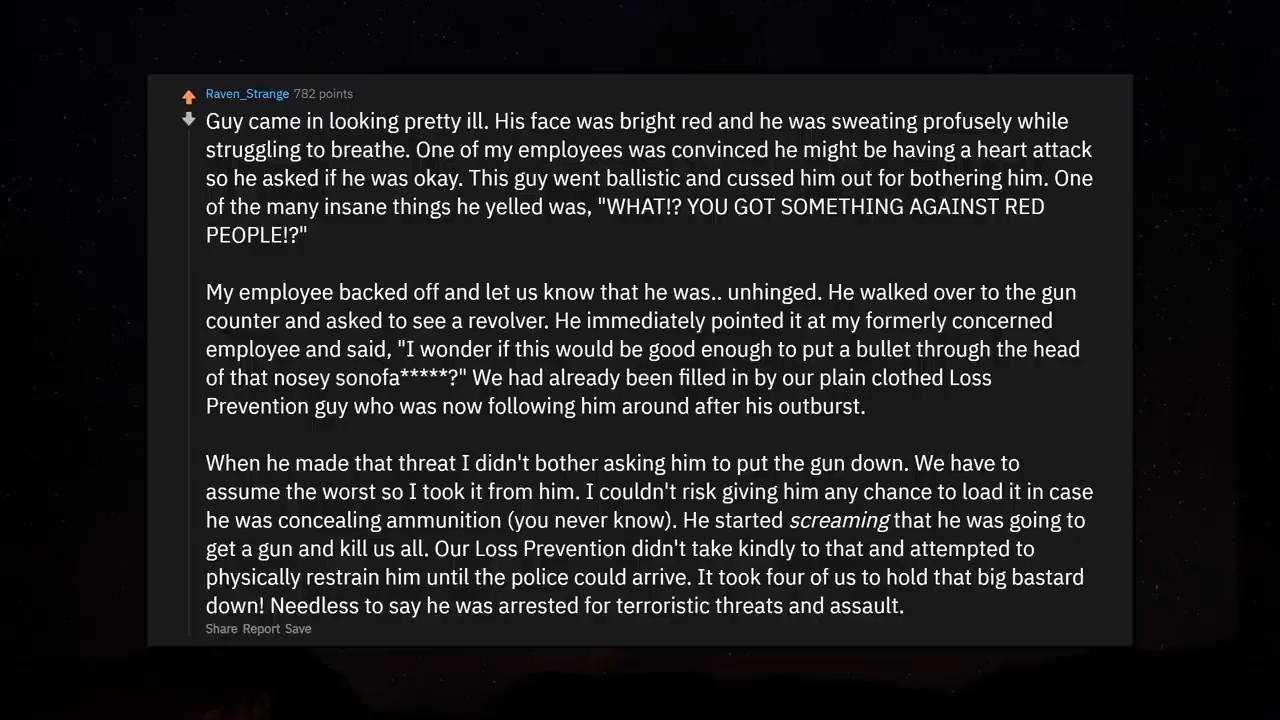 Raven_Strange 782 points
Guy came in looking pretty ill. His face was bright red and he was sweating profusely while
struggling to breathe. One of my employees was convinced he might be having a heart attack
so he asked if he was okay. This guy went ballistic and cussed him out for bothering him. One
of the many insane things he yelled was, "WHAT!? YOU GOT SOMETHING AGAINST RED
PEOPLE!?"
My employee backed off and let us know that he was.. unhinged. He walked over to the gun
counter and asked to see a revolver. He immediately pointed it at my formerly concerned
employee and said, "I wonder if this would be good enough to put a bullet through the head
of that nosey sonofa*****?" We had already been filled in by our plain clothed Loss
Prevention guy who was now following him around after his outburst.
When he made that threat I didn't bother asking him to put the gun down. We have to
assume the worst so I took it from him. I couldn't risk giving him any chance to load it in case
he was concealing ammunition (you never know). He started screaming that he was going to
get a gun and kill us all. Our Loss Prevention didn't take kindly to that and attempted to
physically restrain him until the police could arrive. It took four of us to hold that big bastard
down! Needless to say he was arrested for terroristic threats and assault.
Share Report Save